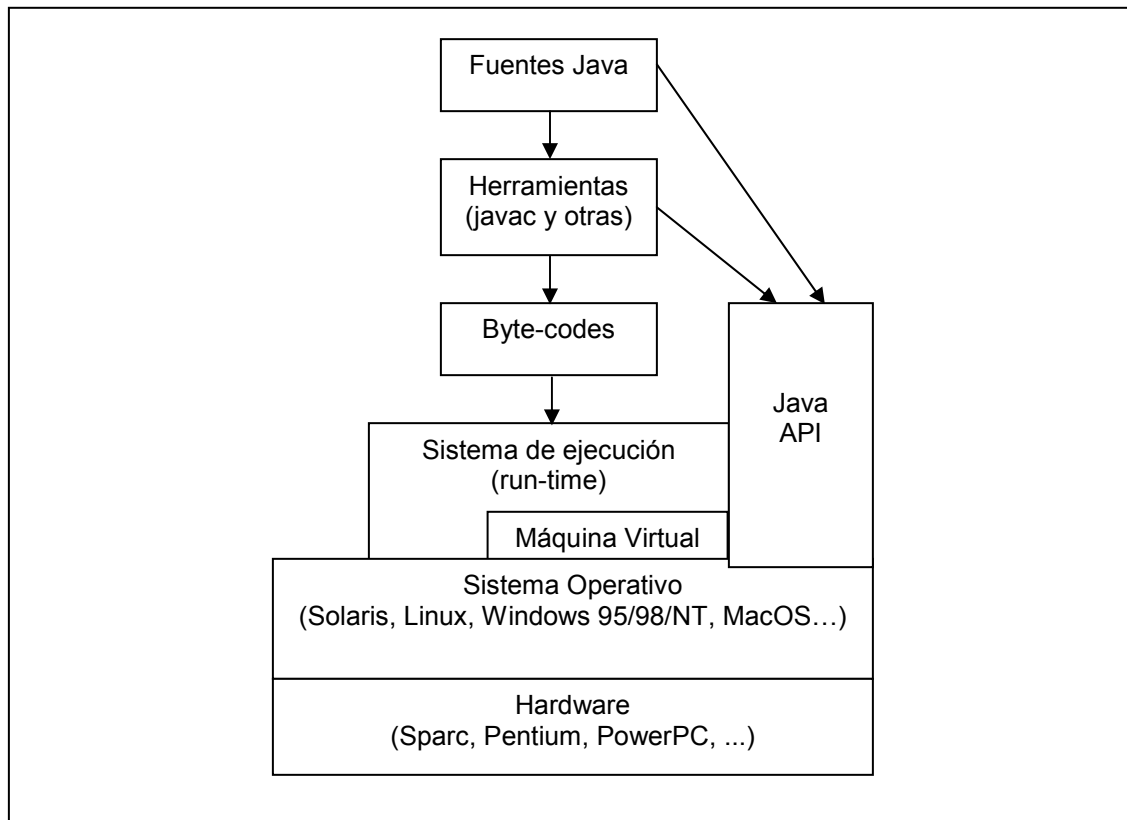 Fuentes Java
Herramientas
(javac y otras)
Byte-codes
Java
API
Sistema de ejecución
(run-time)
Máquina Virtual
Sistema Operativo
(Solaris, Linux, Windows 95/98/NT, MacOS…)
Hardware
(Sparc, Pentium, PowerPC, ...)